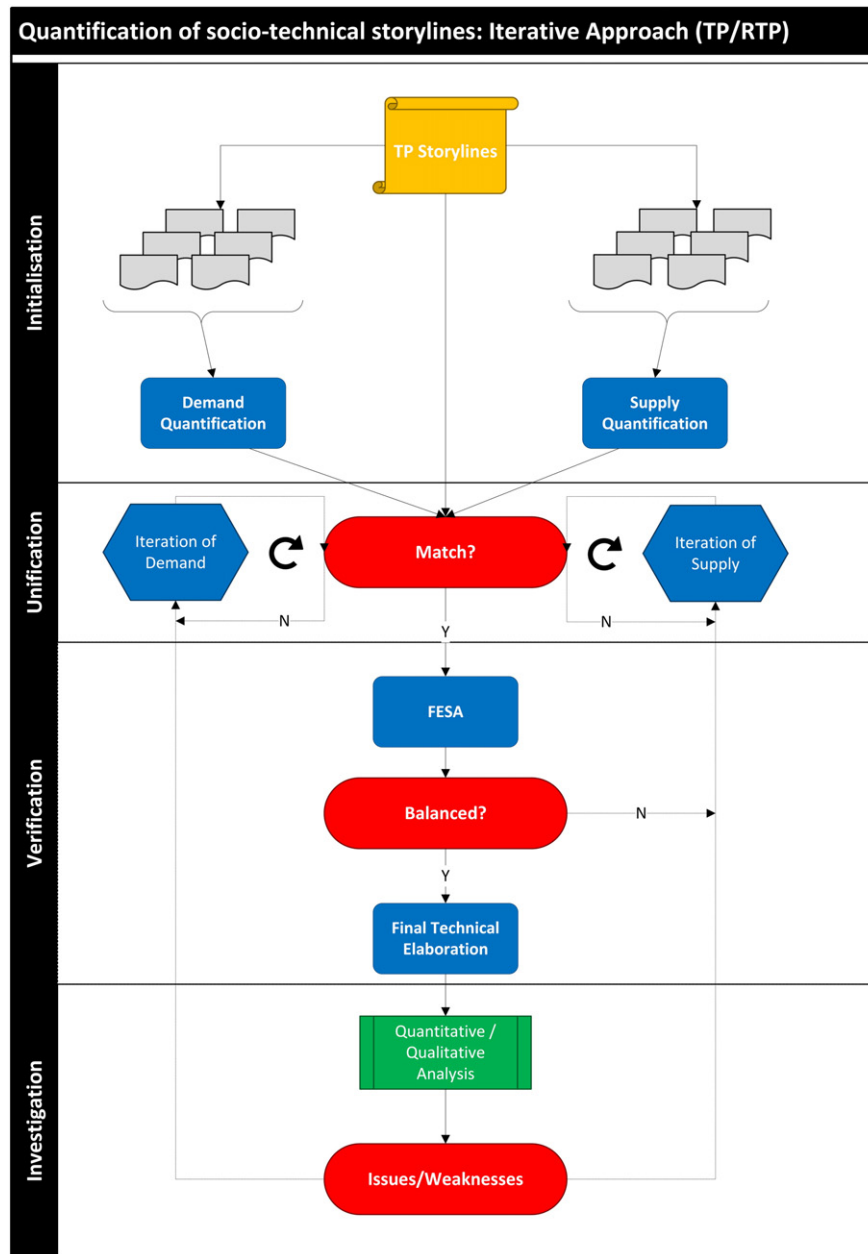 Quantification of socio-technical storylines: Iterative Approach (TP/RTP)
Initialisation
TP Storylines
Demand
Quantification
Supply
Quantification
Unification
Iteration of
Demand
Match?
Iteration of
Supply
N
N
Y
Verification
FESA
Balanced?
N
Y
Final Technical
Elaboration
Investigation
Quantitative /
Qualitative
Analysis
Issues/Weaknesses